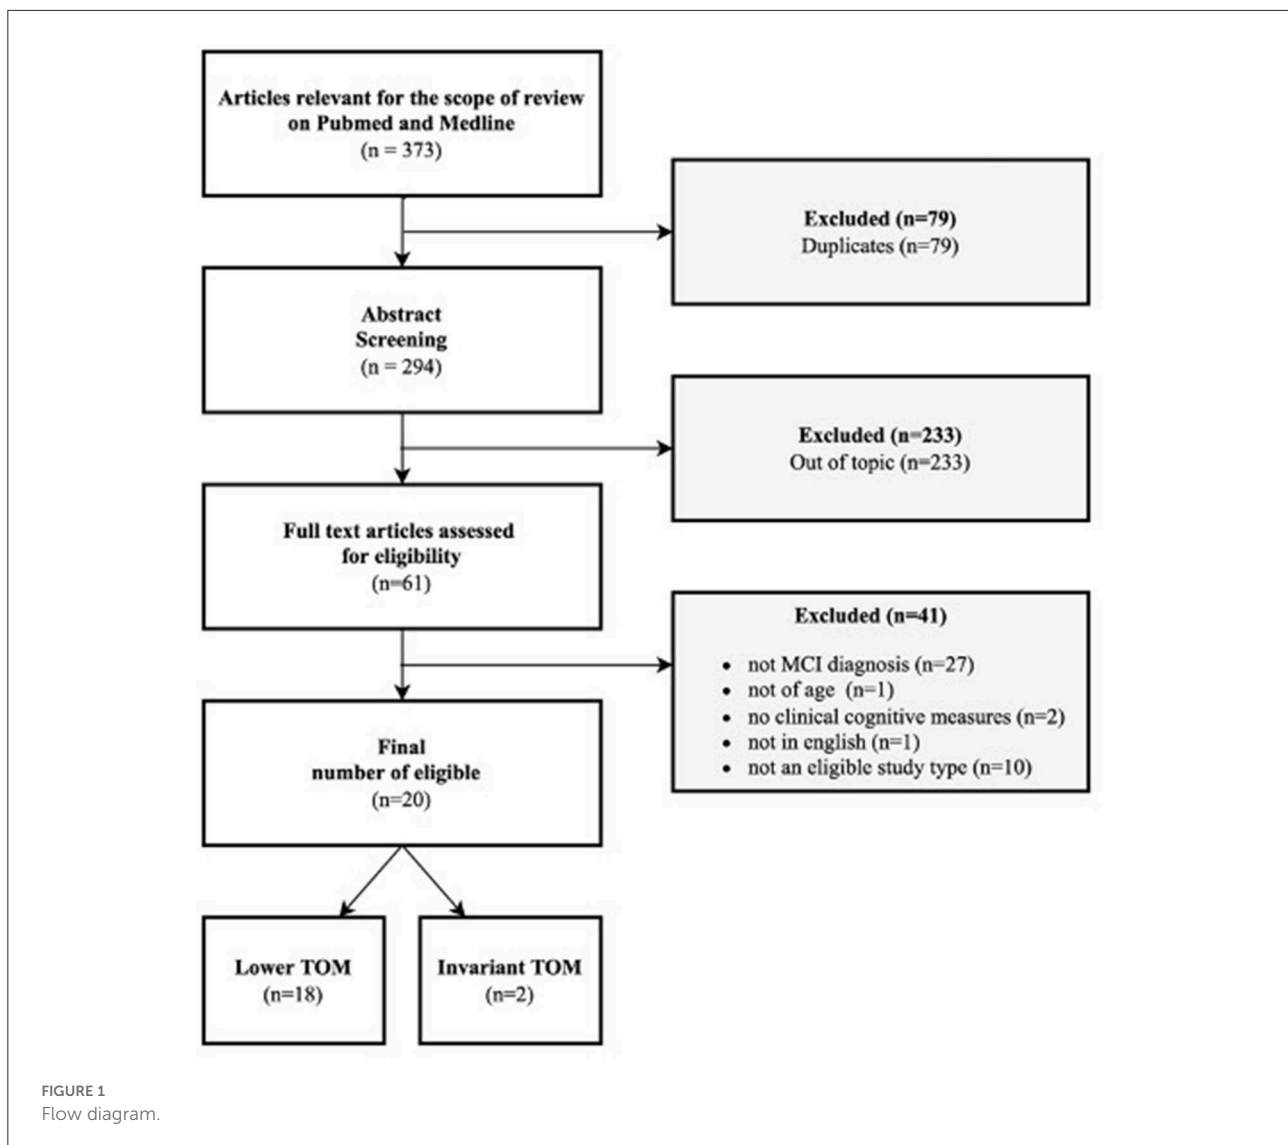 Articles relevant for the scope of review
on Pubmed and Medline
(n = 373)
Excluded (n=79)
Duplicates (n=79)
Abstract
Screening
(n = 294)
Excluded (n=233)
Out of topic (n=233)
Full text articles assessed
for eligibility
(n=61)
Excluded (n=41)
• not MCI diagnosis (n=27)
• not of age (n=1)
• no clinical cognitive measures (n=2)
• not in english (n=1)
• not an eligible study type (n=10)
Final
number of eligible
(n=20)
Lower TOM
(n=18)
Invariant TOM
(n=2)
FIGURE 1
Flow diagram.